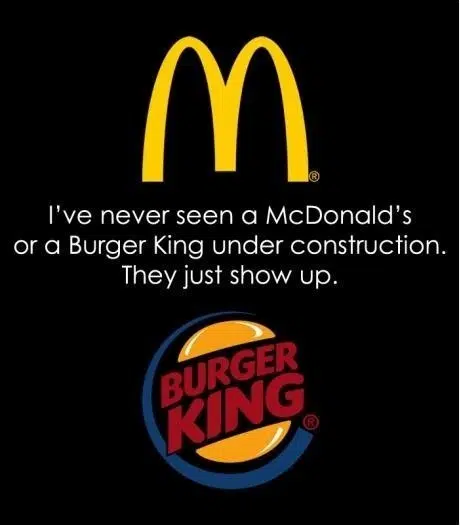 ®
I've never seen a McDonald's
or a Burger King under construction.
They just show up.
BURGER
KING
®